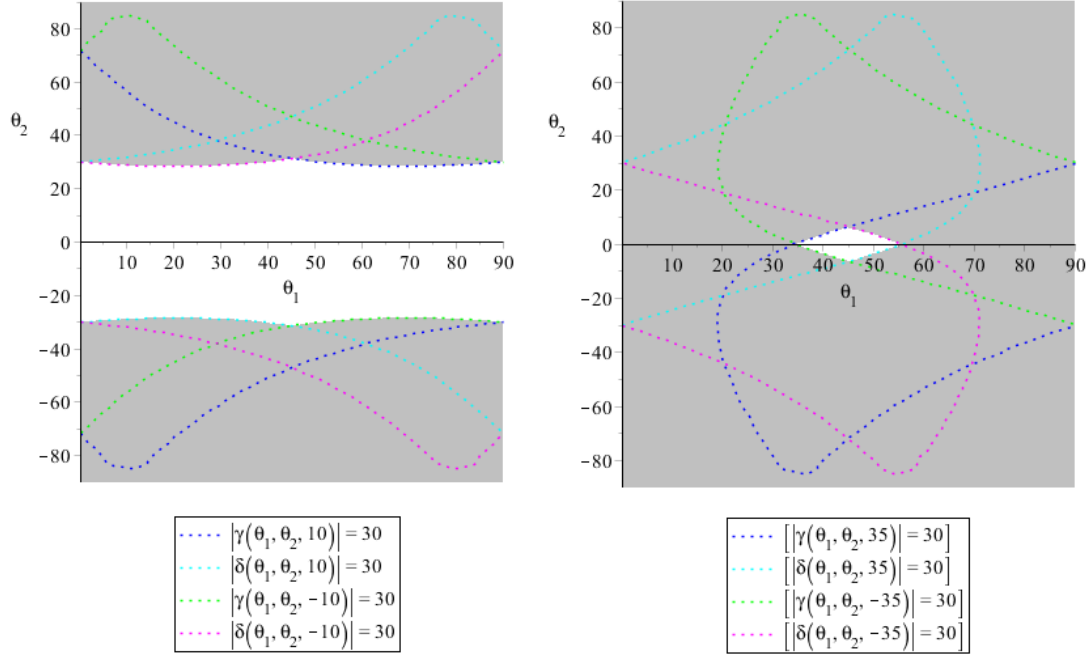 80
60
θ₂
40
20
0
10 20 30 40 50 60 70 80 90
−20
θ₁
−40
−60
−80
|γ(θ₁, θ₂, 10)| = 30
|δ(θ₁, θ₂, 10)| = 30
|γ(θ₁, θ₂, −10)| = 30
|δ(θ₁, θ₂, −10)| = 30
80
60
θ₂
40
20
0
10 20 30 40 50 60 70 80 90
θ₁
−20
−40
−60
−80
[|γ(θ₁, θ₂, 35)| = 30]
[|δ(θ₁, θ₂, 35)| = 30]
[|γ(θ₁, θ₂, −35)| = 30]
[|δ(θ₁, θ₂, −35)| = 30]